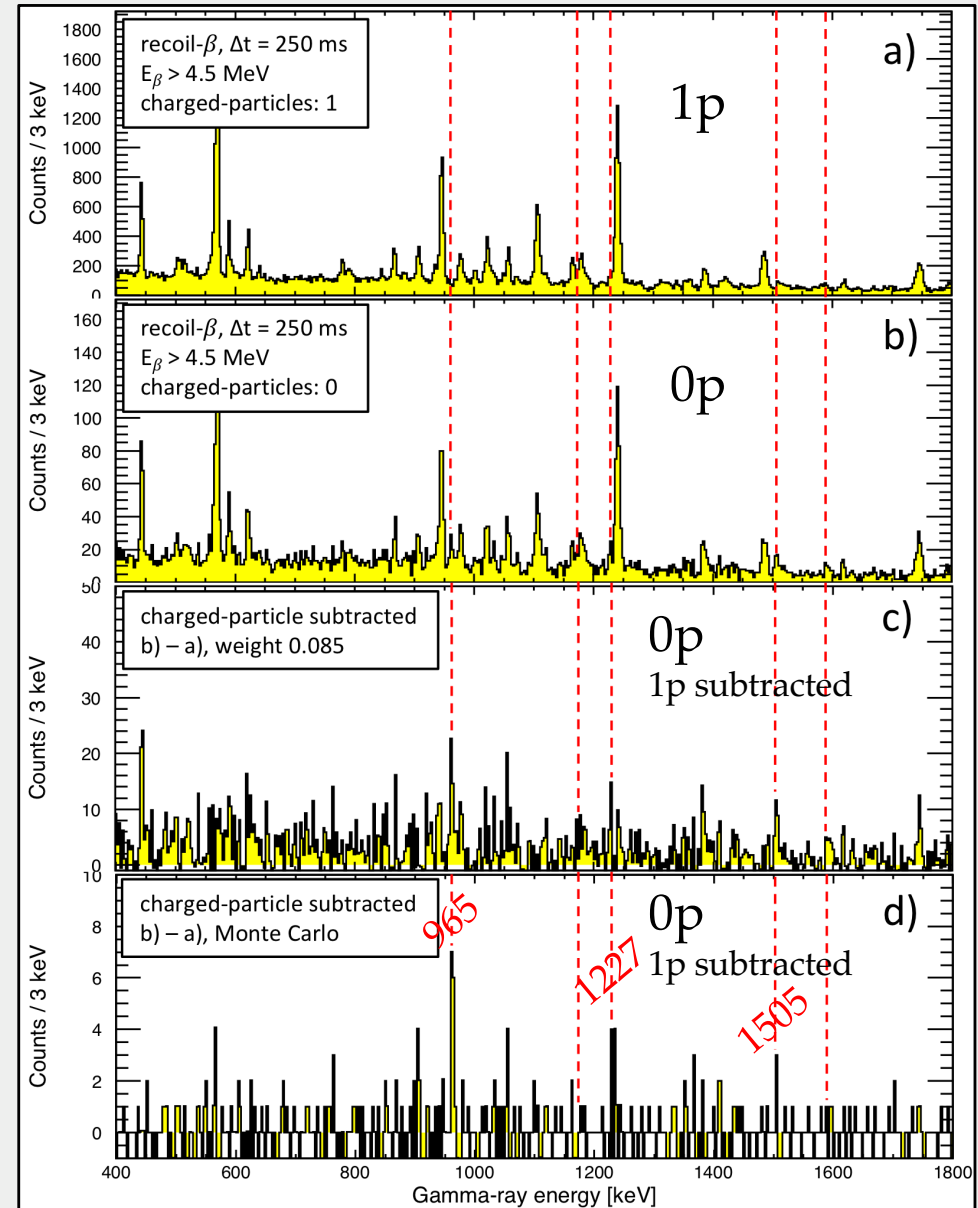 1800
1600
1400
1200
1000
800
600
400
200
0
Counts / 3 keV
recoil-β, Δt = 250 ms
Eβ > 4.5 MeV
charged-particles: 1
1p
a)
160
140
120
100
80
60
40
20
0
Counts / 3 keV
recoil-β, Δt = 250 ms
Eβ > 4.5 MeV
charged-particles: 0
0p
b)
50
40
30
20
10
0
Counts / 3 keV
charged-particle subtracted
b) – a), weight 0.085
0p
1p subtracted
c)
10
8
6
4
2
0
Counts / 3 keV
charged-particle subtracted
b) – a), Monte Carlo
965
1227
1505
0p
1p subtracted
d)
400 600 800 1000 1200 1400 1600 1800
Gamma-ray energy [keV]